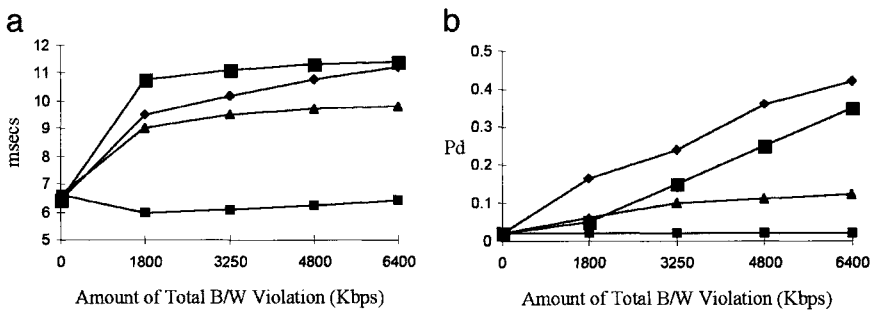 a
12
11
10
9
8
7
6
5
msecs
0 1800 3250 4800 6400
Amount of Total B/W Violation (Kbps)
b
0.5
0.4
0.3
0.2
0.1
0
Pd
0 1800 3250 4800 6400
Amount of Total B/W Violation (Kbps)